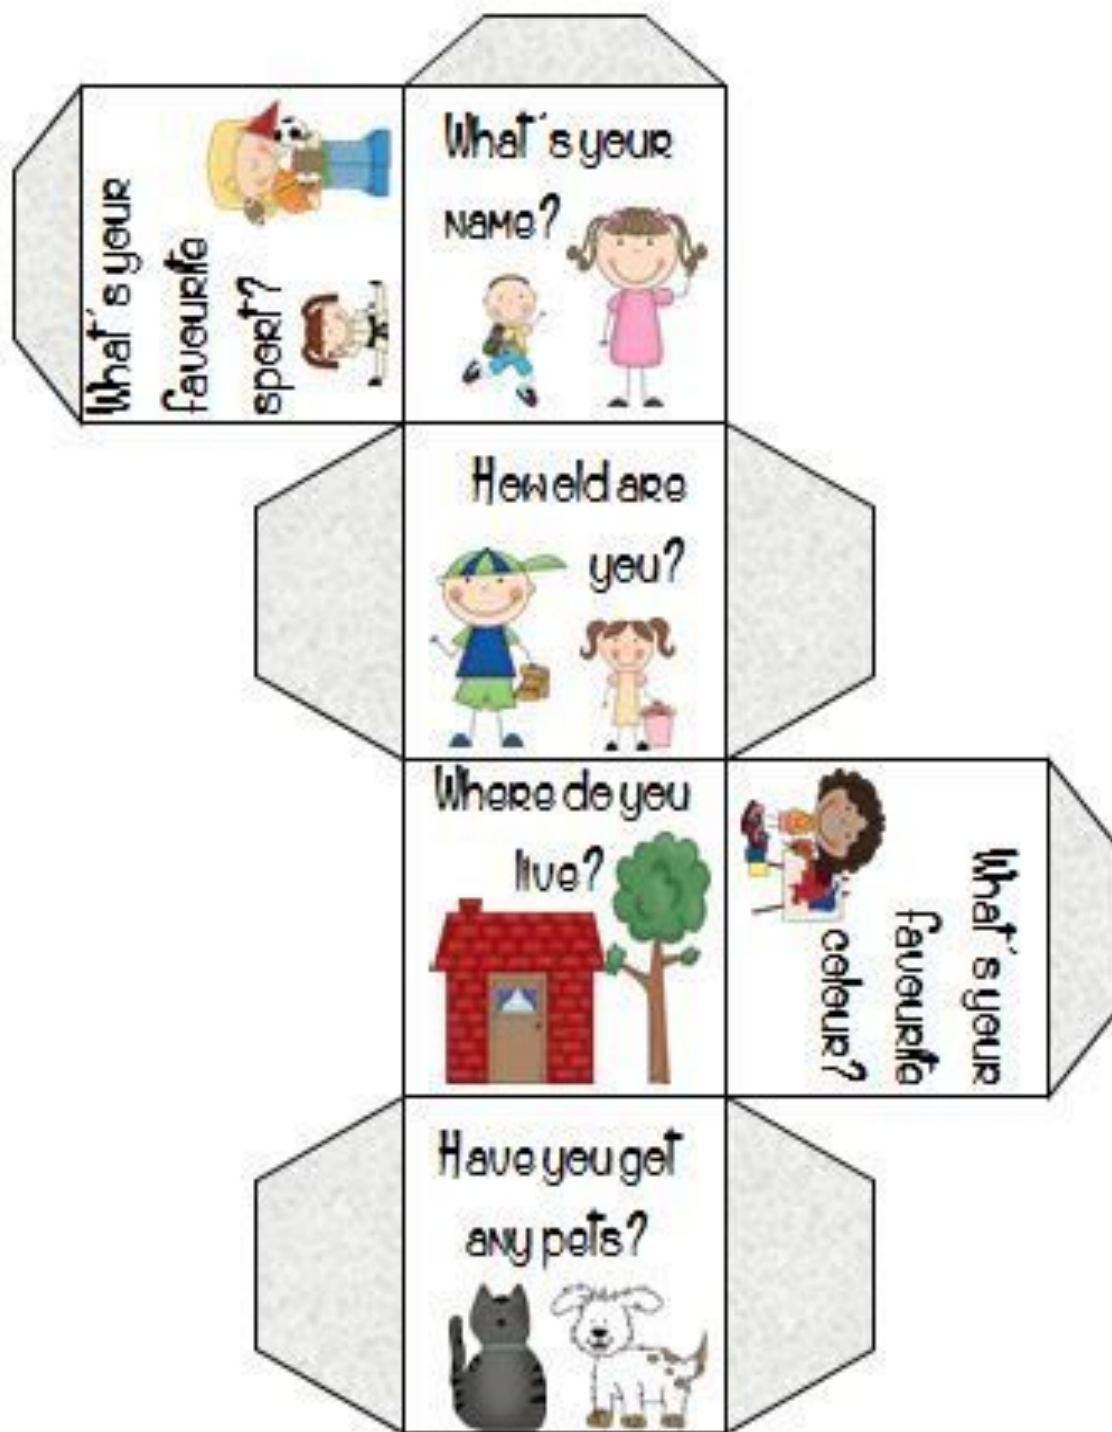 What´s your
favourite
sport?
What´s your
name?
How old are
you?
Where do you
live?
What´s your
favourite
colour?
Have you got
any pets?